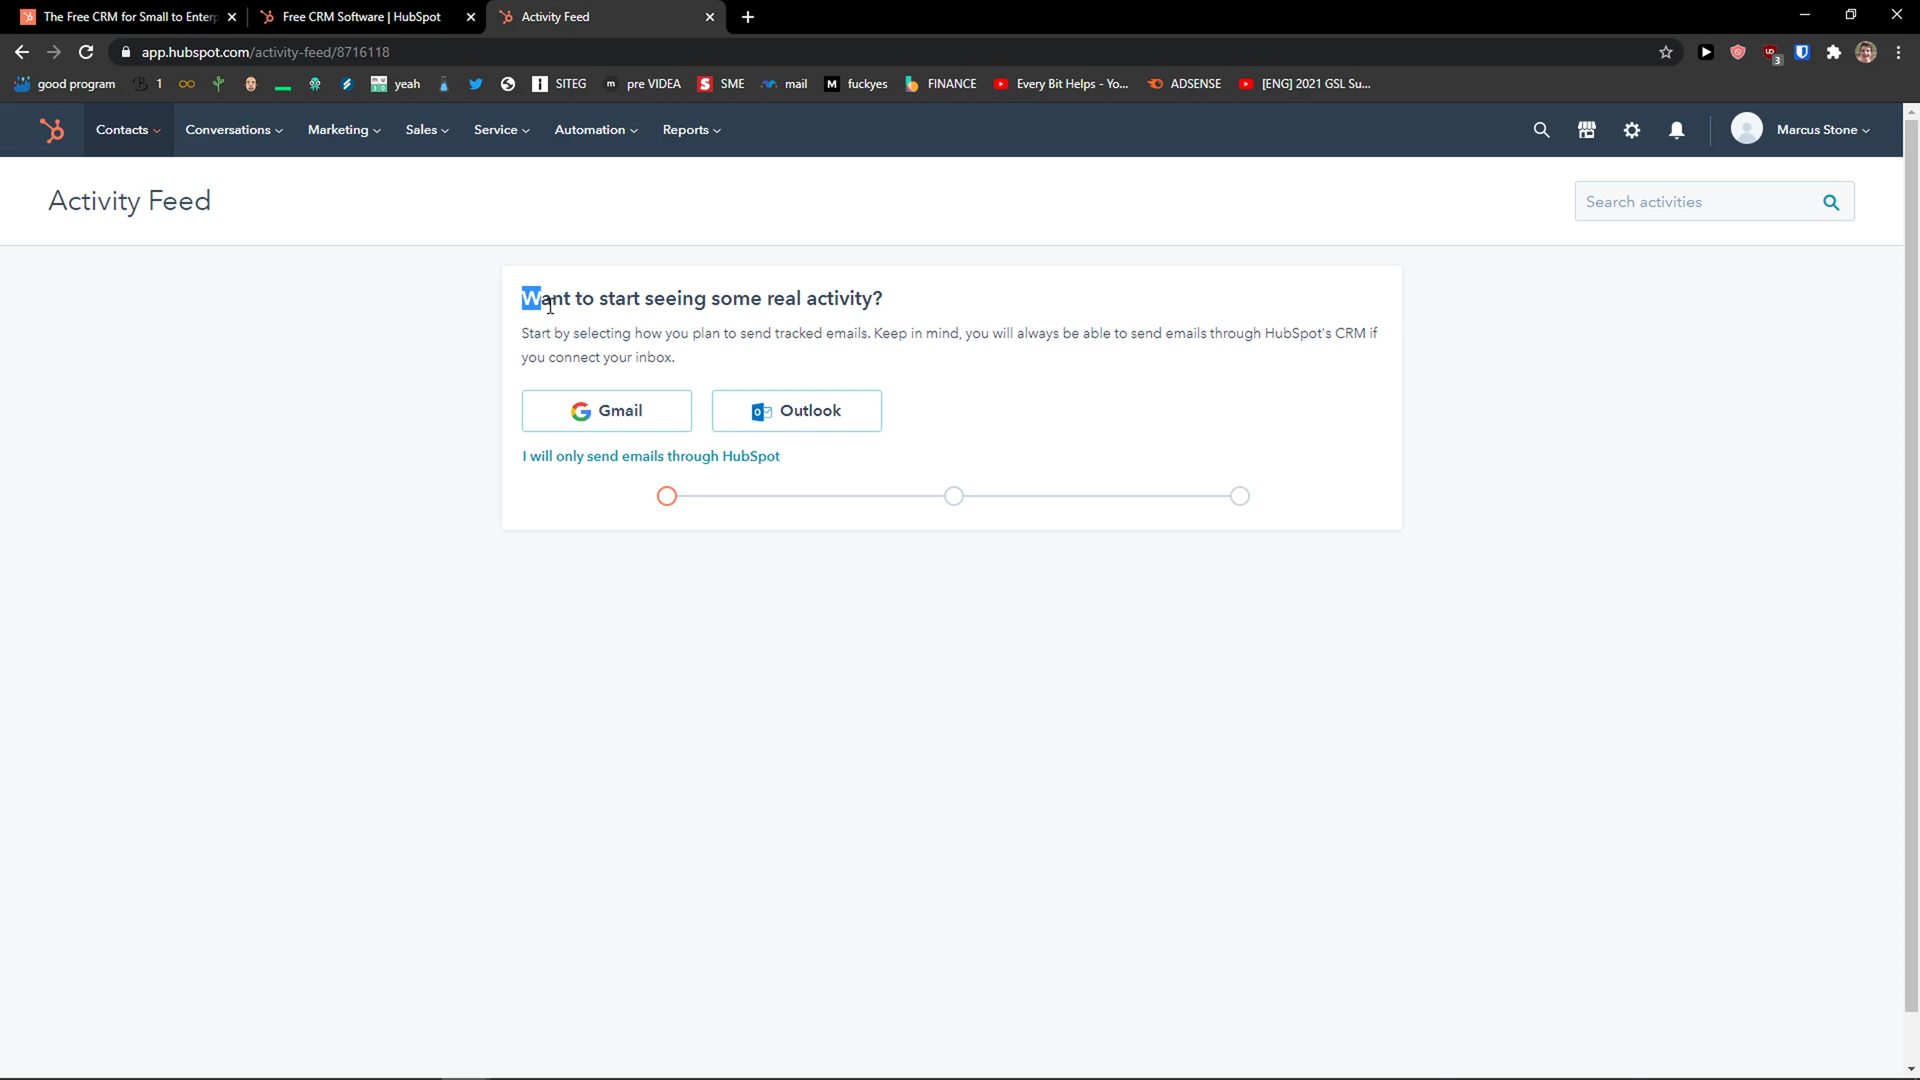 The Free CRM for Small to Enterp
Free CRM Software | HubSpot
Activity Feed
app.hubspot.com/activity-feed/8716118
3
good program
1
yeah
SITEG
m pre VIDEA
S SME
mail
M fuckyes
FINANCE
Every Bit Helps - Yo...
ADSENSE
[ENG] 2021 GSL Su...
Contacts
Conversations
Marketing
Sales
Service
Automation
Reports
Marcus Stone
Activity Feed
Search activities
Want to start seeing some real activity?
Start by selecting how you plan to send tracked emails. Keep in mind, you will always be able to send emails through HubSpot's CRM if
you connect your inbox.
Gmail
Outlook
I will only send emails through HubSpot